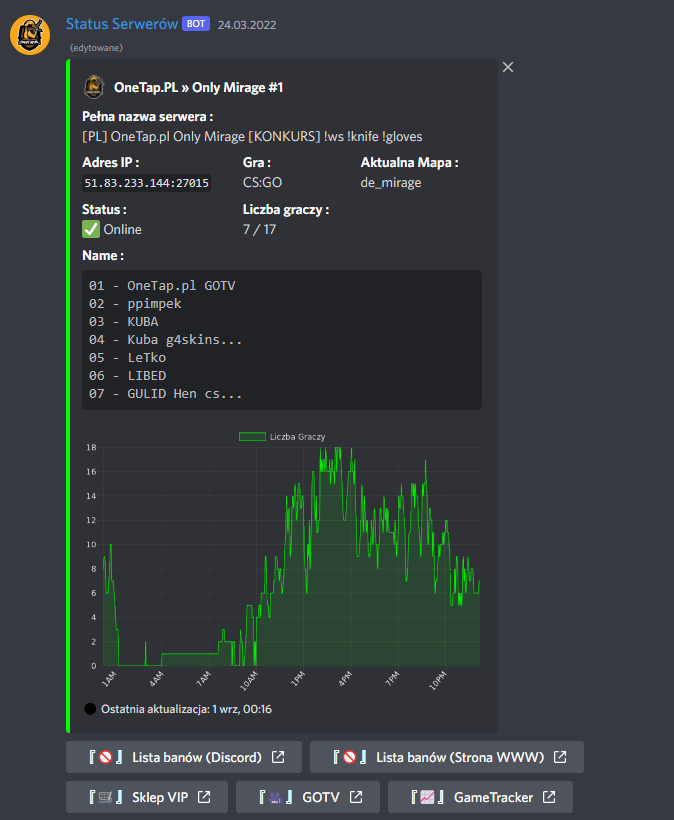 Status Serwerów BOT 24.03.2022
(edytowane)
OneTap.PL » Only Mirage #1
Pełna nazwa serwera :
[PL] OneTap.pl Only Mirage [KONKURS] !ws !knife !gloves
Adres IP : Gra : Aktualna Mapa :
51.83.233.144:27015 CS:GO de_mirage
Status : Liczba graczy :
✅ Online 7 / 17
Name :
01 - OneTap.pl GOTV
02 - ppimpek
03 - KUBA
04 - Kuba g4skins...
05 - LeTko
06 - LIBED
07 - GULID Hen cs...
Liczba Graczy
18
16
14
12
10
8
6
4
2
0
1AM 4AM 7AM 10AM 1PM 4PM 7PM 10PM
Ostatnia aktualizacja: 1 wrz, 00:16
『🚫』 Lista banów (Discord) 『🚫』 Lista banów (Strona WWW)
『🛒』 Sklep VIP 『🎥』 GOTV 『📈』 GameTracker